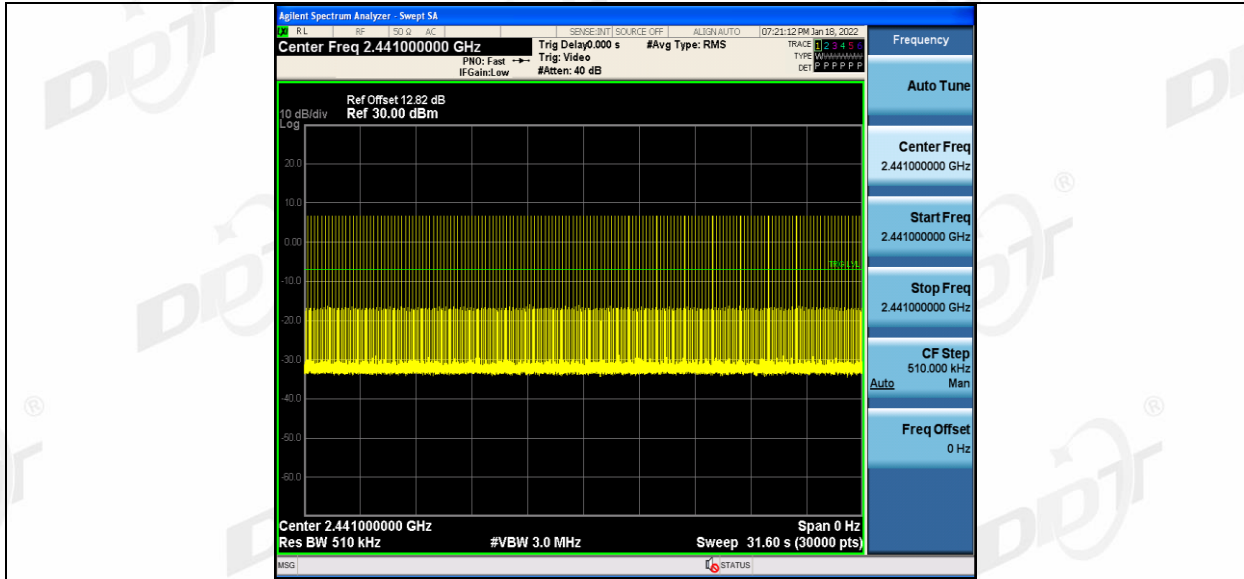 Agilent Spectrum Analyzer - Swept SA
RL RF 50 Ω AC SENSE:INT SOURCE OFF ALIGN AUTO 07:21:12 PM Jan 18, 2022
Center Freq 2.441000000 GHz
PNO: Fast
IFGain:Low
Trig Delay0.000 s
Trig: Video
#Atten: 40 dB
#Avg Type: RMS
TRACE 1 2 3 4 5 6
TYPE W
DET P P P P P P
Frequency
Auto Tune
Center Freq
2.441000000 GHz
Start Freq
2.441000000 GHz
Stop Freq
2.441000000 GHz
CF Step
510.000 kHz
Auto Man
Freq Offset
0 Hz
Ref Offset 12.82 dB
10 dB/div Ref 30.00 dBm
Log
20.0
10.0
0.00
TRIG LVL
-10.0
-20.0
-30.0
-40.0
-50.0
-60.0
Center 2.441000000 GHz Span 0 Hz
Res BW 510 kHz #VBW 3.0 MHz Sweep 31.60 s (30000 pts)
MSG STATUS
DDT
®